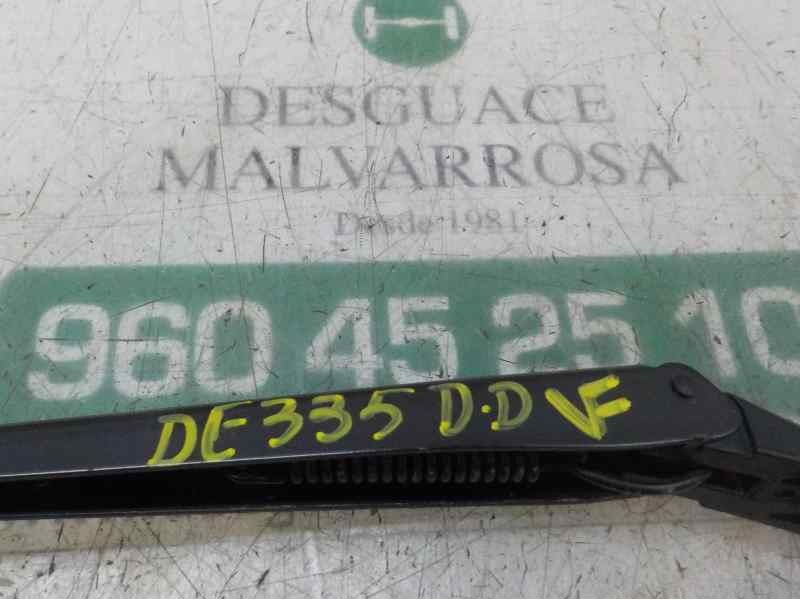 DESGUACE
MALVARROSA
Desde 1981
960 45 25 10
DE335 D.D VF